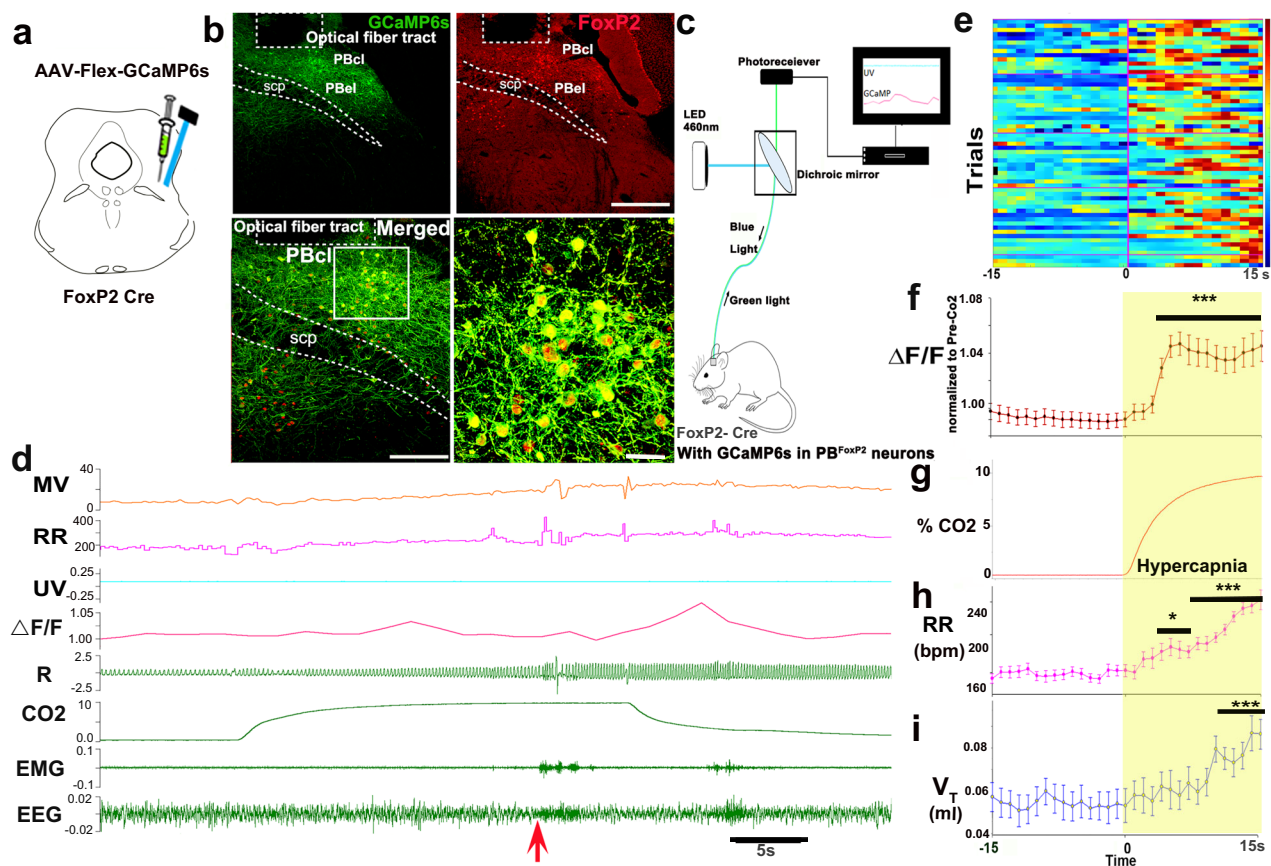 a
AAV-Flex-GCaMP6s
FoxP2 Cre
b
GCaMP6s
Optical fiber tract
PBcl
scp
PBel
FoxP2
PBcl
scp
PBel
Optical fiber tract
Merged
PBcl
scp
c
Photoreceiever
UV
GCaMP
LED
460nm
Dichroic mirror
Blue
Light
Green light
FoxP2- Cre
With GCaMP6s in PBFoxP2 neurons
d
MV
40
0
RR
400
200
UV
0.25
-0.25
△F/F
1.05
1.00
R
2.5
-2.5
CO2
10
0.0
EMG
0.1
-0.1
EEG
0.02
-0.02
5s
e
Trials
-15
0
15 s
f
ΔF/F
normalized to Pre-Co2
1.08
1.04
1.00
***
g
% CO2
10
5
0
Hypercapnia
h
RR
(bpm)
240
200
160
*
***
i
VT
(ml)
0.08
0.06
0.04
***
-15
0
15s
Time